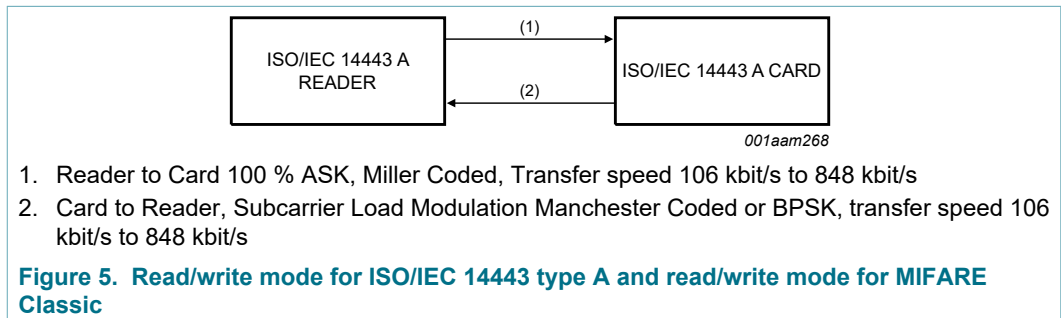 (1)
ISO/IEC 14443 A
READER
ISO/IEC 14443 A CARD
(2)
001aam268
1. Reader to Card 100 % ASK, Miller Coded, Transfer speed 106 kbit/s to 848 kbit/s
2. Card to Reader, Subcarrier Load Modulation Manchester Coded or BPSK, transfer speed 106
kbit/s to 848 kbit/s
Figure 5. Read/write mode for ISO/IEC 14443 type A and read/write mode for MIFARE
Classic